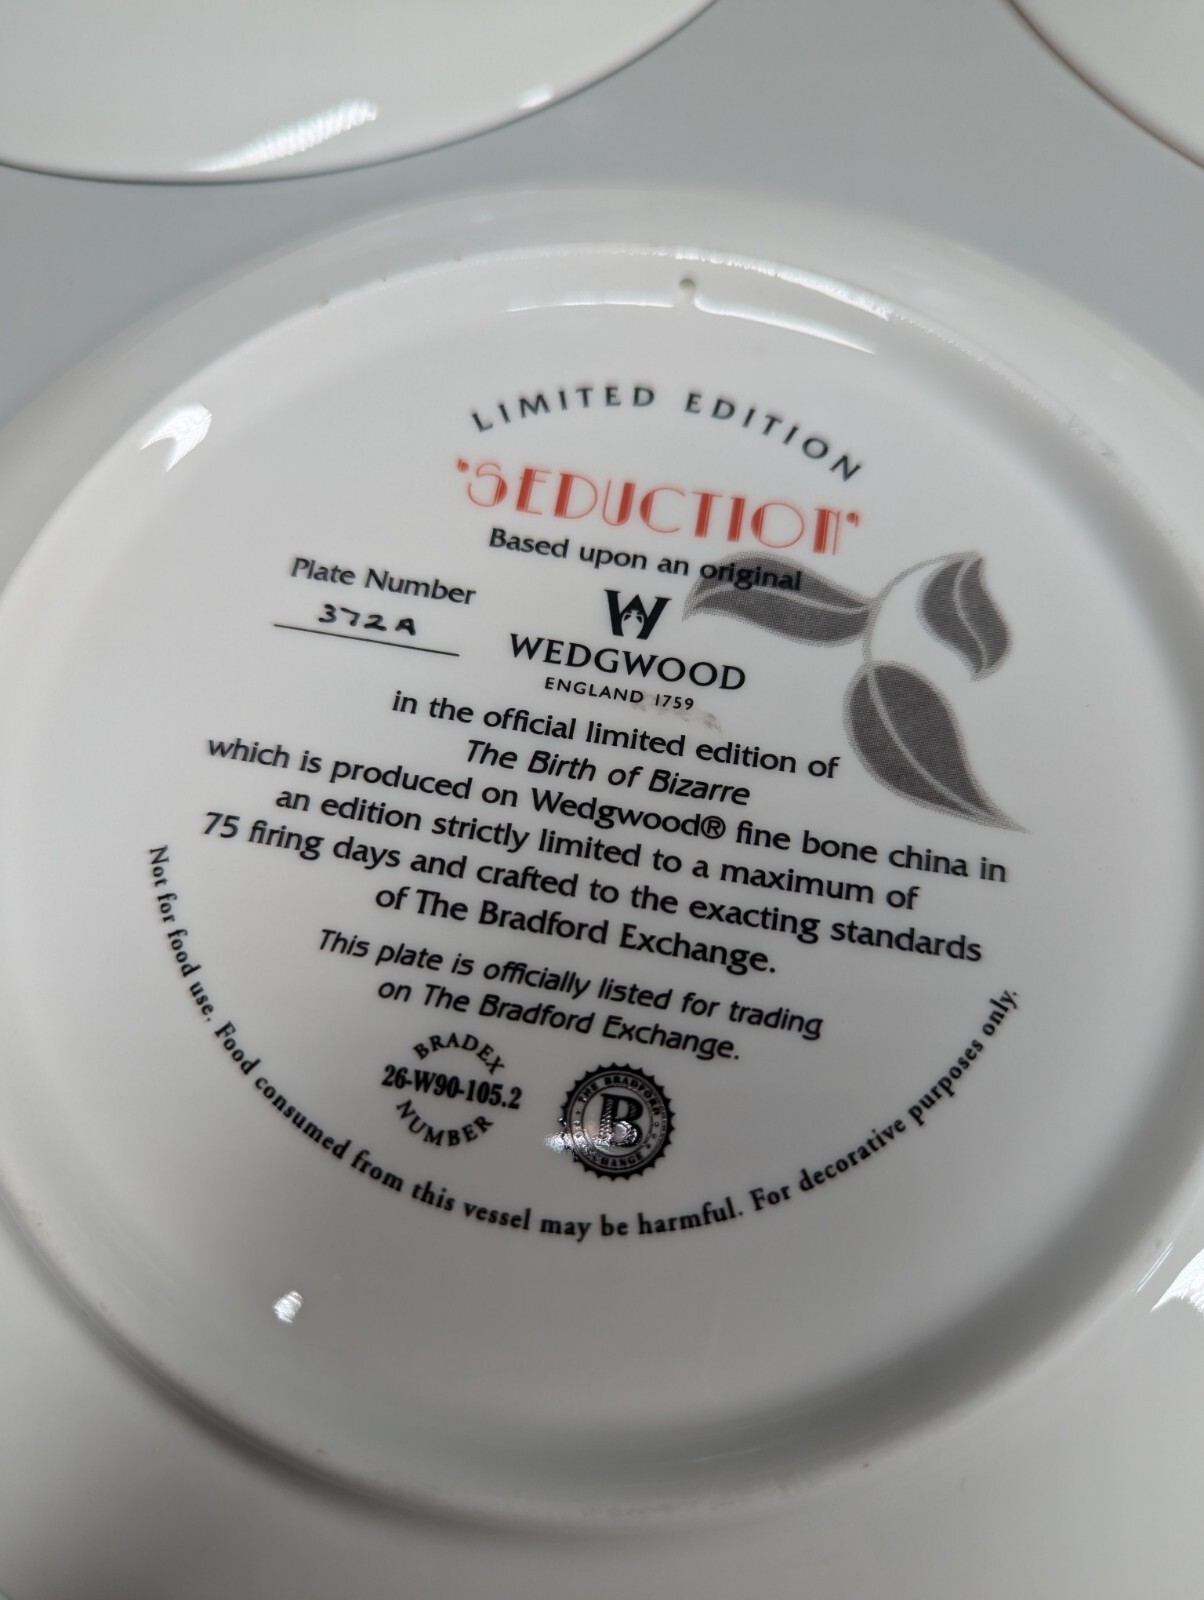 LIMITED EDITION
"SEDUCTION"
Based upon an original
Plate Number
372A
W
WEDGWOOD
ENGLAND 1759
in the official limited edition of
The Birth of Bizarre
which is produced on Wedgwood® fine bone china in
an edition strictly limited to a maximum of
75 firing days and crafted to the exacting standards
of The Bradford Exchange.
This plate is officially listed for trading
on The Bradford Exchange.
BRADEX
26-W90-105.2
NUMBER
THE BRADFORD
B
EXCHANGE
Not for food use. Food consumed from this vessel may be harmful. For decorative purposes only.